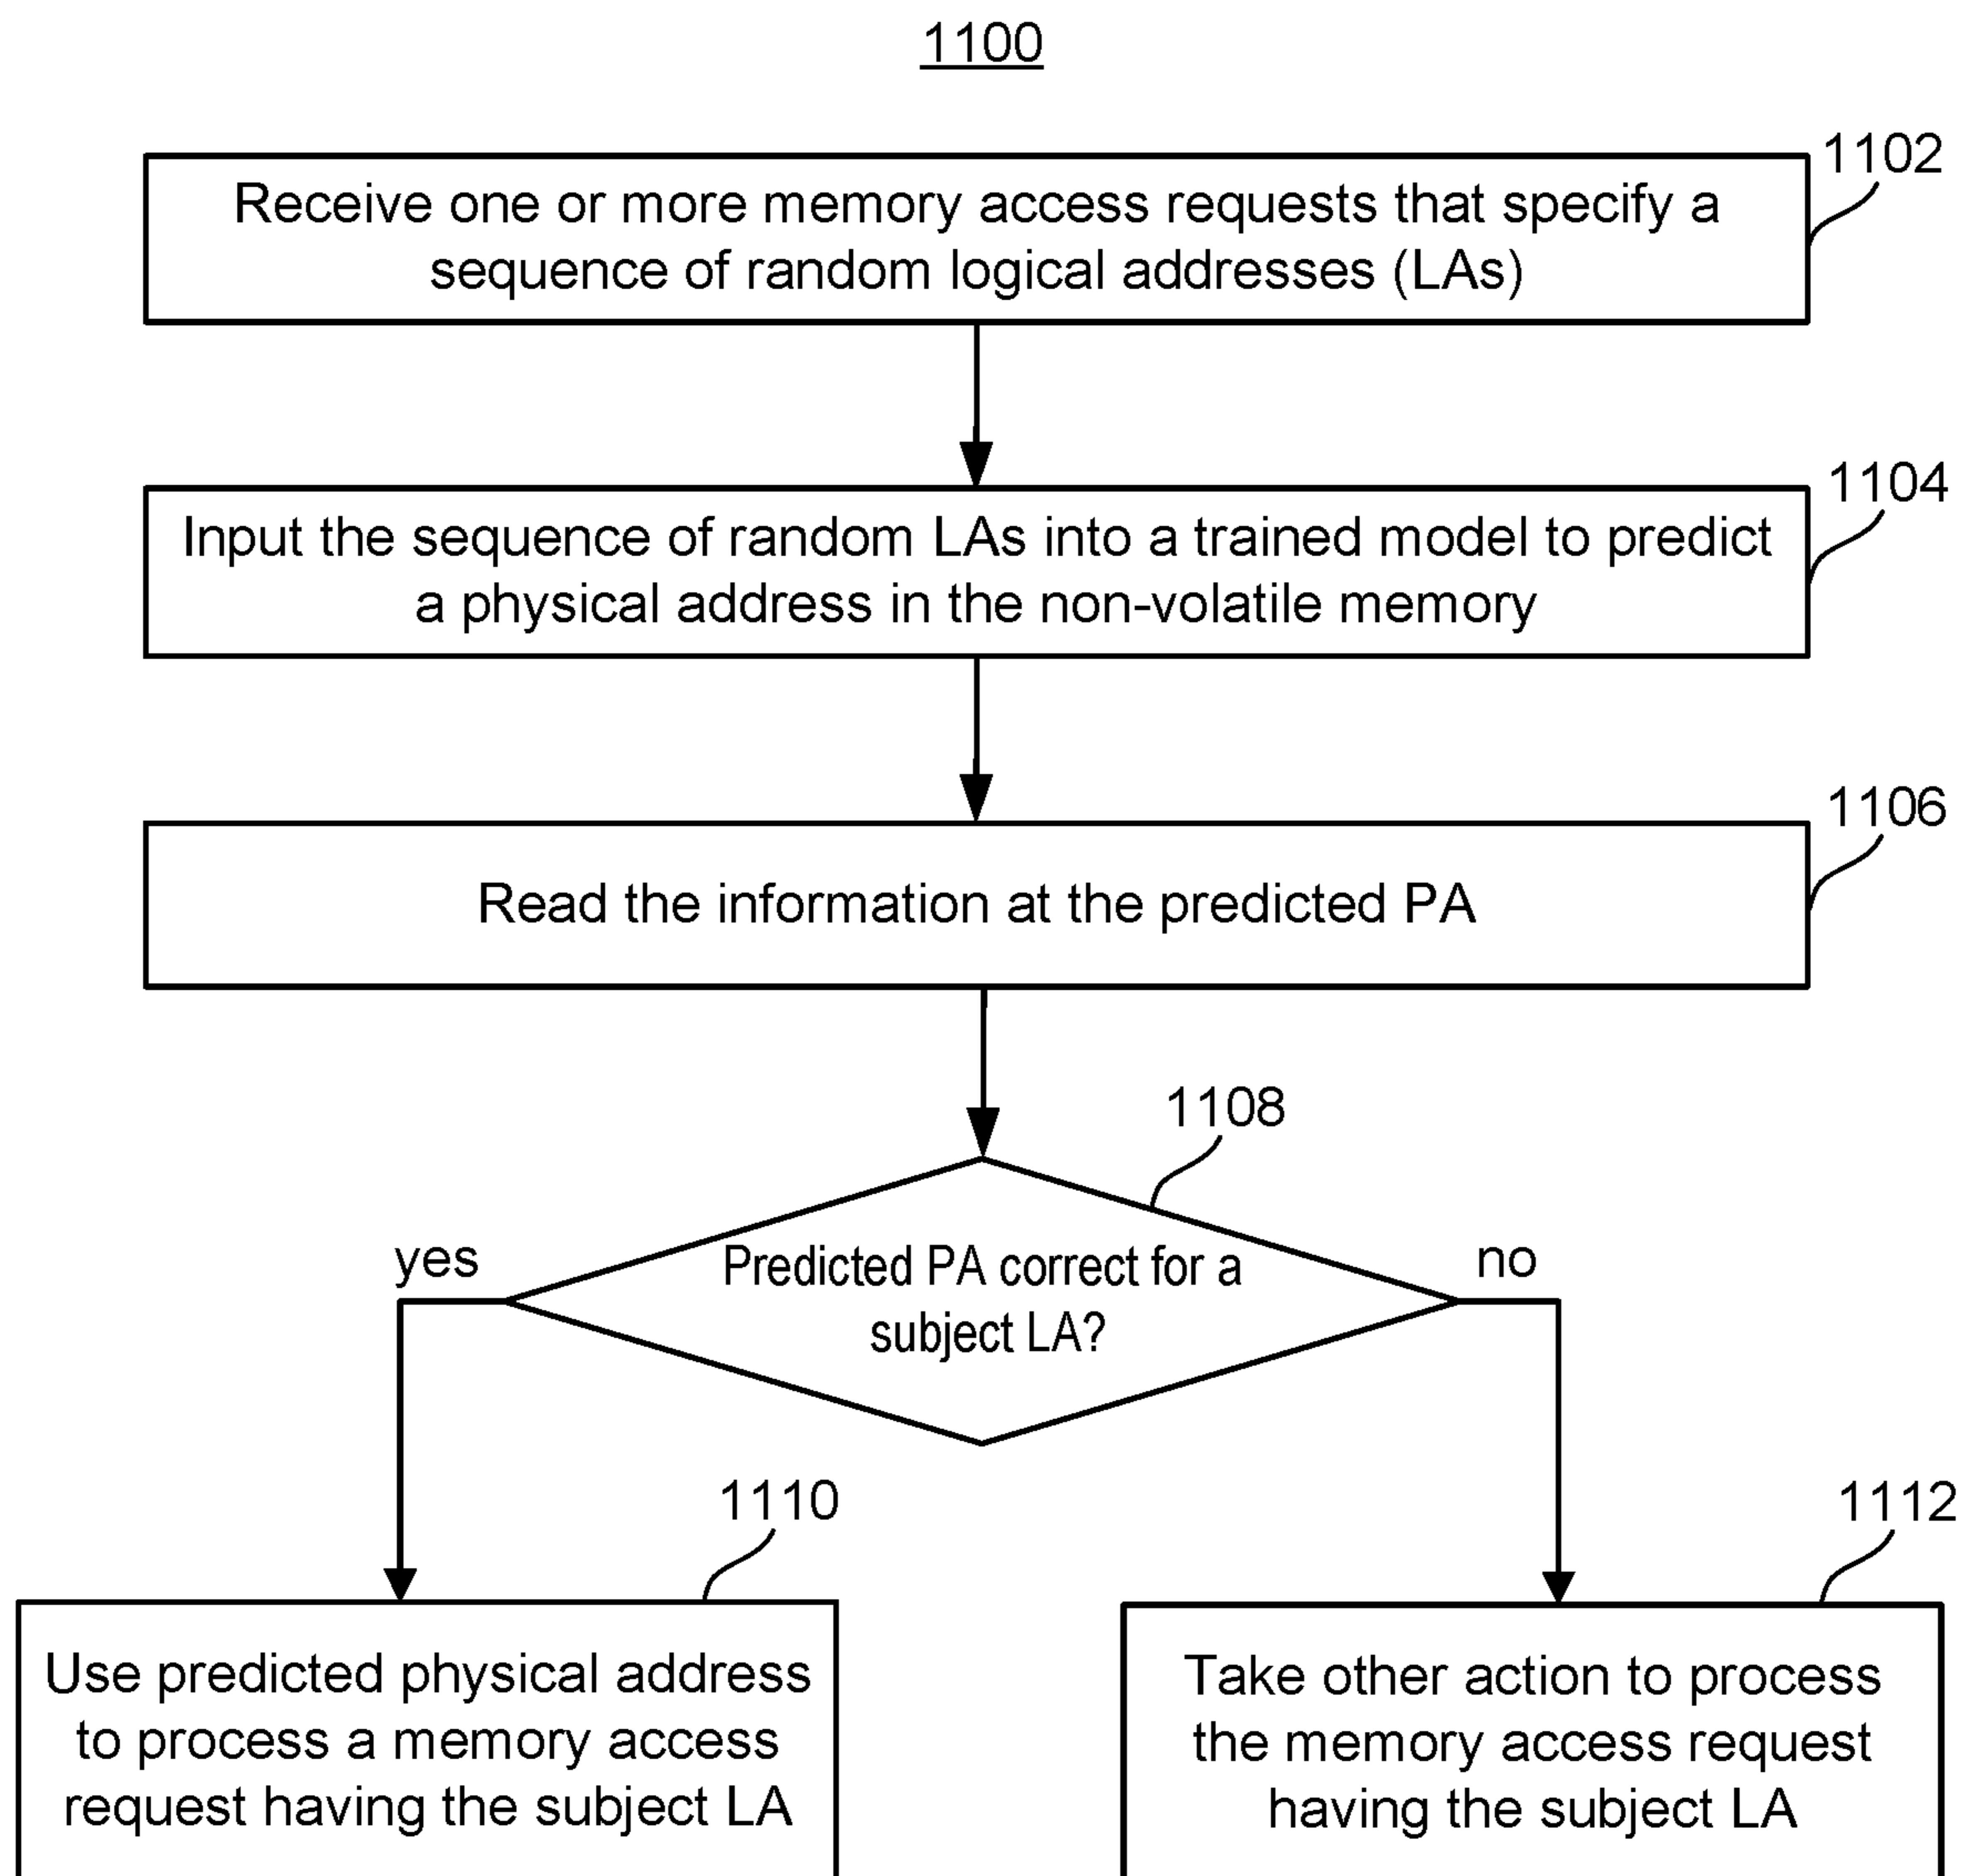 1100
1102
Receive one or more memory access requests that specify a
sequence of random logical addresses (LAs)
1104
Input the sequence of random LAs into a trained model to predict
a physical address in the non-volatile memory
1106
Read the information at the predicted PA
1108
yes
no
Predicted PA correct for a
subject LA?
1110
1112
Use predicted physical address
to process a memory access
request having the subject LA
Take other action to process
the memory access request
having the subject LA